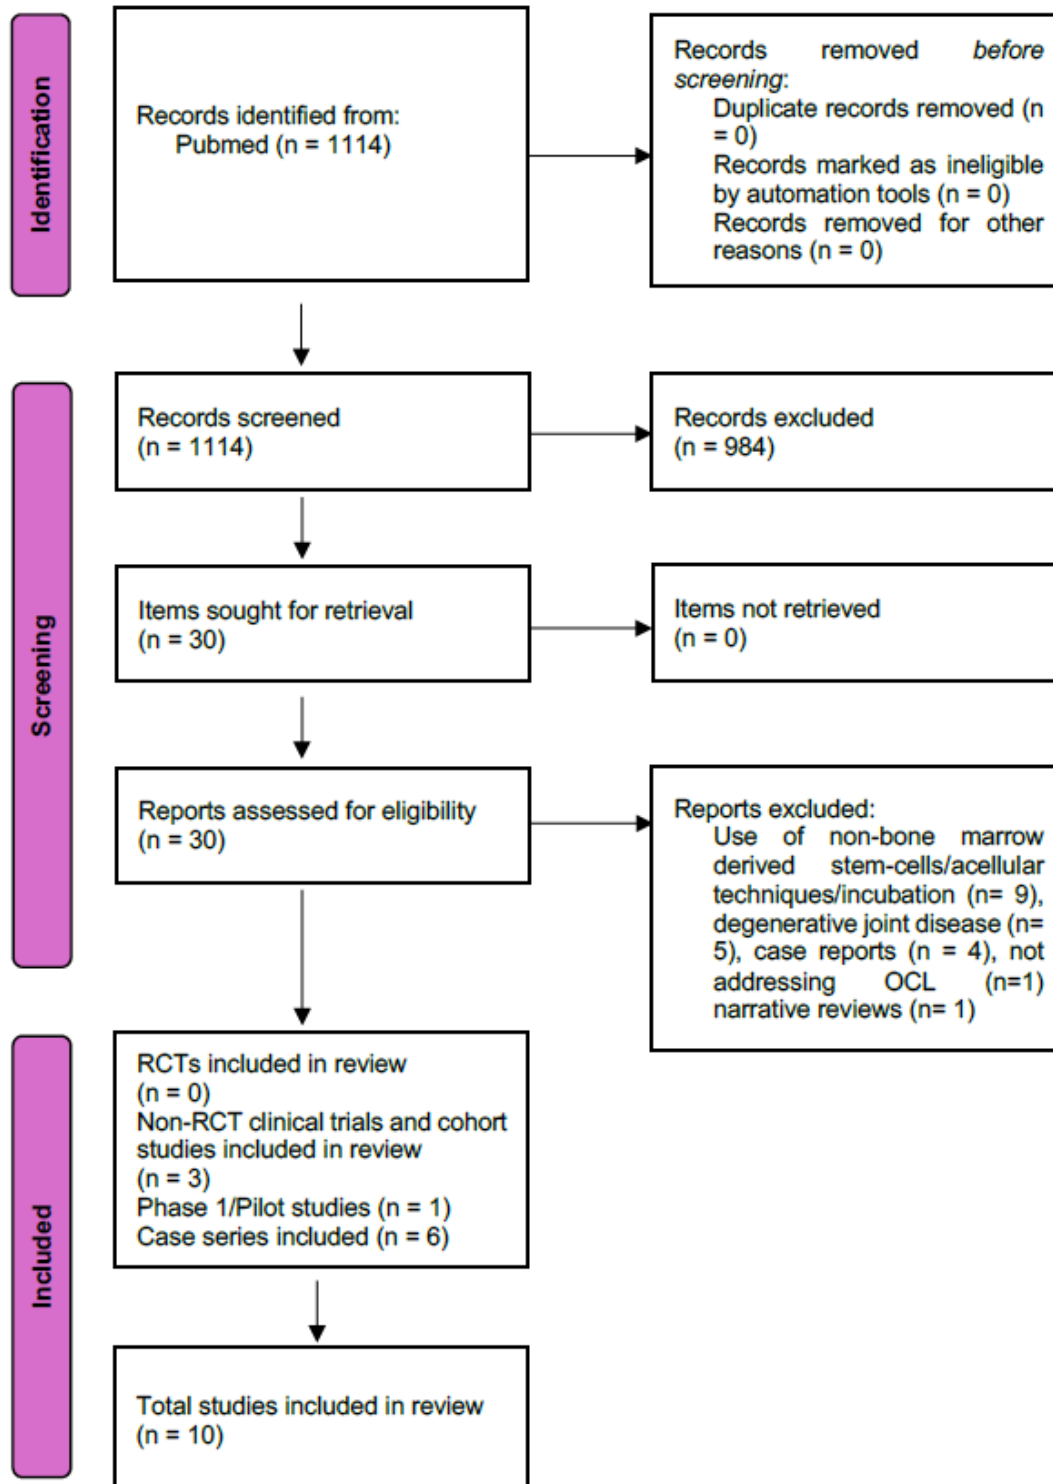 Identification
Records identified from:
Pubmed (n = 1114)
Records removed before
screening:
Duplicate records removed (n
= 0)
Records marked as ineligible
by automation tools (n = 0)
Records removed for other
reasons (n = 0)
Screening
Records screened
(n = 1114)
Records excluded
(n = 984)
Items sought for retrieval
(n = 30)
Items not retrieved
(n = 0)
Reports assessed for eligibility
(n = 30)
Reports excluded:
Use of non-bone marrow
derived stem-cells/acellular
techniques/incubation (n= 9),
degenerative joint disease (n=
5), case reports (n = 4), not
addressing OCL (n=1)
narrative reviews (n= 1)
Included
RCTs included in review
(n = 0)
Non-RCT clinical trials and cohort
studies included in review
(n = 3)
Phase 1/Pilot studies (n = 1)
Case series included (n = 6)
Total studies included in review
(n = 10)